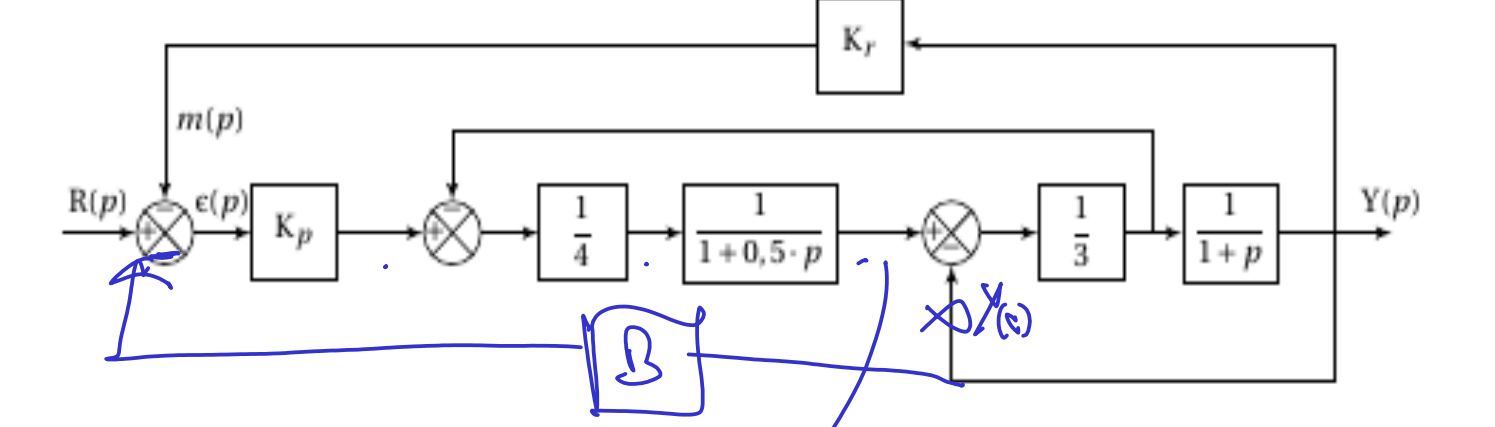 K_r
m(p)
R(p) + − ϵ(p) K_p + − 1/4 1/(1+0,5·p) + − 1/3 1/(1+p) Y(p)
B